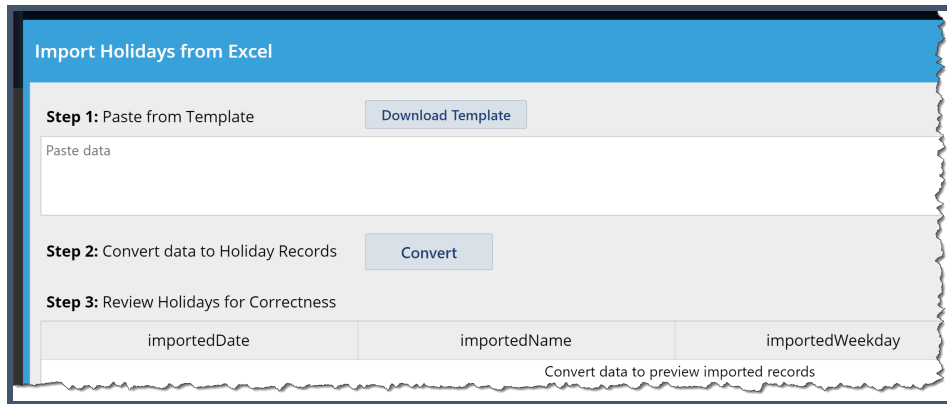 Import Holidays from Excel
Step 1: Paste from Template
Download Template
Paste data
Step 2: Convert data to Holiday Records
Convert
Step 3: Review Holidays for Correctness
importedDate importedName importedWeekday
Convert data to preview imported records